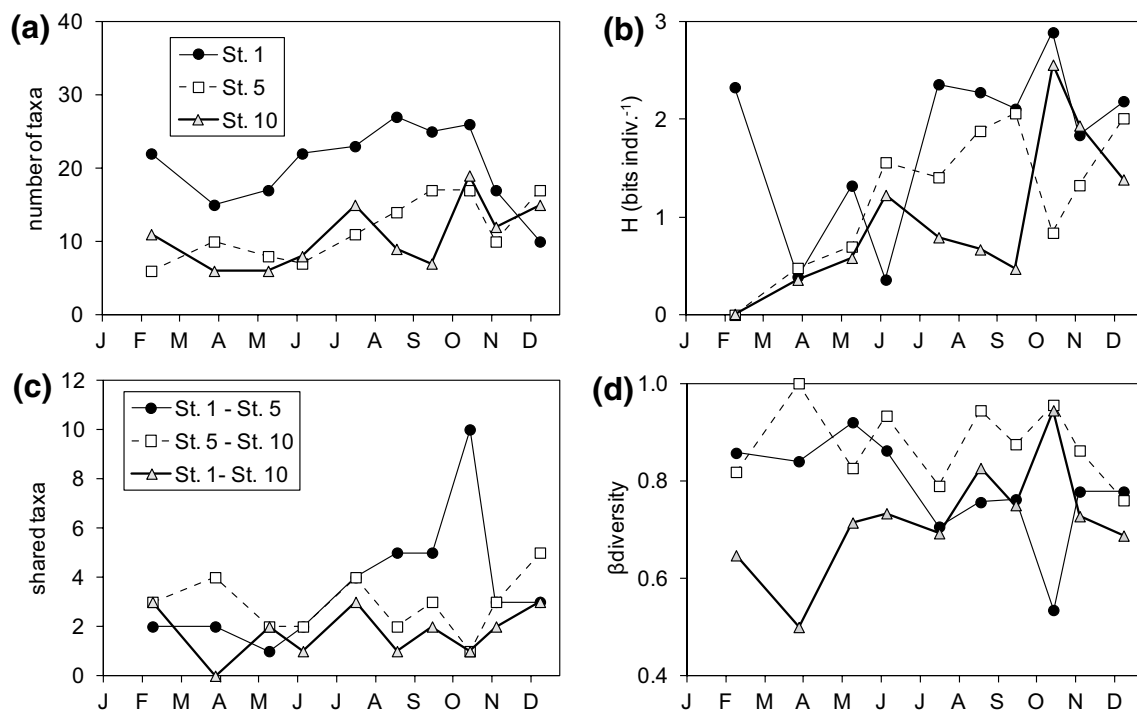 (a)
40
30
20
10
0
number of taxa
St. 1
St. 5
St. 10
J F M A M J J A S O N D
(b)
3
2
1
0
H (bits indiv.⁻¹)
J F M A M J J A S O N D
(c)
12
10
8
6
4
2
0
shared taxa
St. 1 - St. 5
St. 5 - St. 10
St. 1- St. 10
J F M A M J J A S O N D
(d)
1.0
0.8
0.6
0.4
βdiversity
J F M A M J J A S O N D